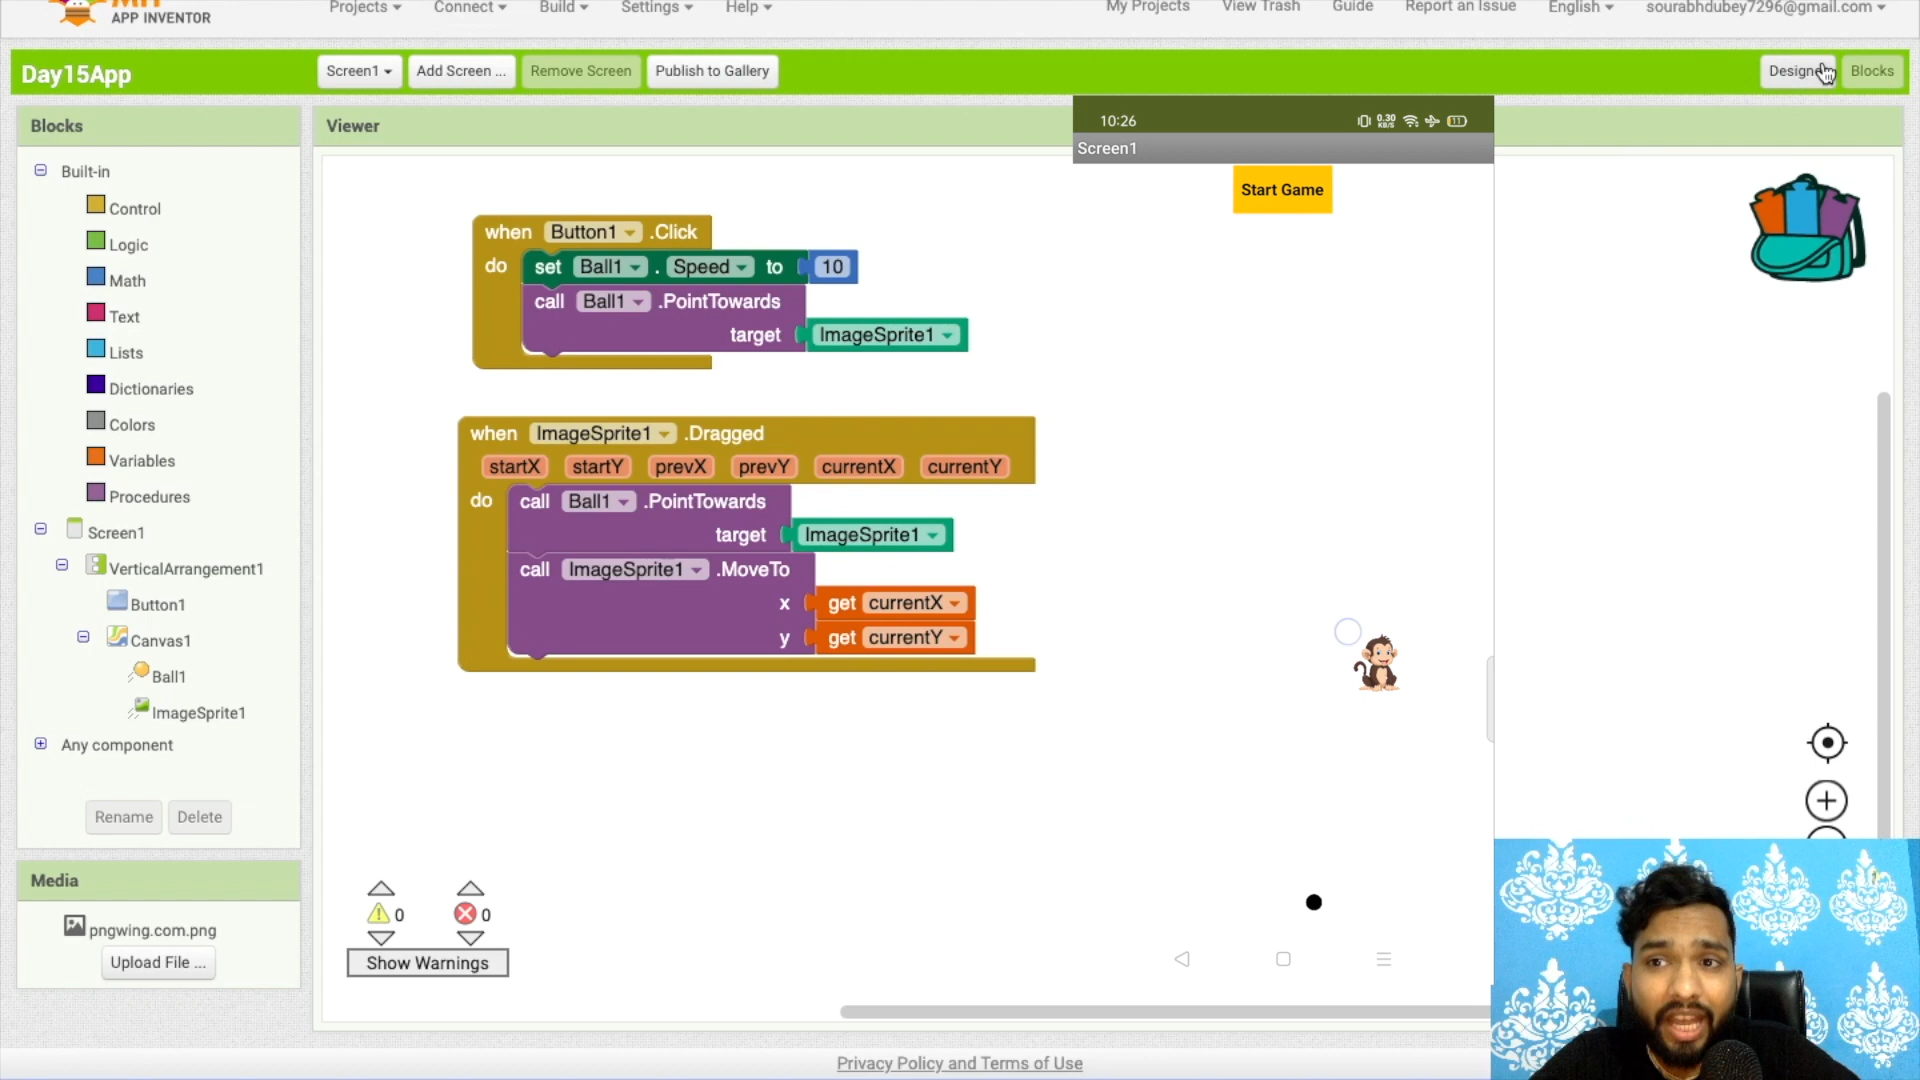 APP INVENTOR
Projects Connect Build Settings Help
My Projects View Trash Guide Report an Issue English sourabhdubey7296@gmail.com
Day15App
Screen1 Add Screen ... Remove Screen Publish to Gallery
Blocks
Blocks
Viewer
Built-in
Control
Logic
Math
Text
Lists
Dictionaries
Colors
Variables
Procedures
Screen1
VerticalArrangement1
Button1
Canvas1
Ball1
ImageSprite1
Any component
Rename Delete
Media
pngwing.com.png
Upload File ...
when Button1 .Click
do set Ball1 . Speed to 10
call Ball1 .PointTowards
target ImageSprite1
when ImageSprite1 .Dragged
startX startY prevX prevY currentX currentY
do call Ball1 .PointTowards
target ImageSprite1
call ImageSprite1 .MoveTo
x get currentX
y get currentY
0 0
Show Warnings
10:26 0.30 KB/S 11
Screen1
Start Game
Privacy Policy and Terms of Use